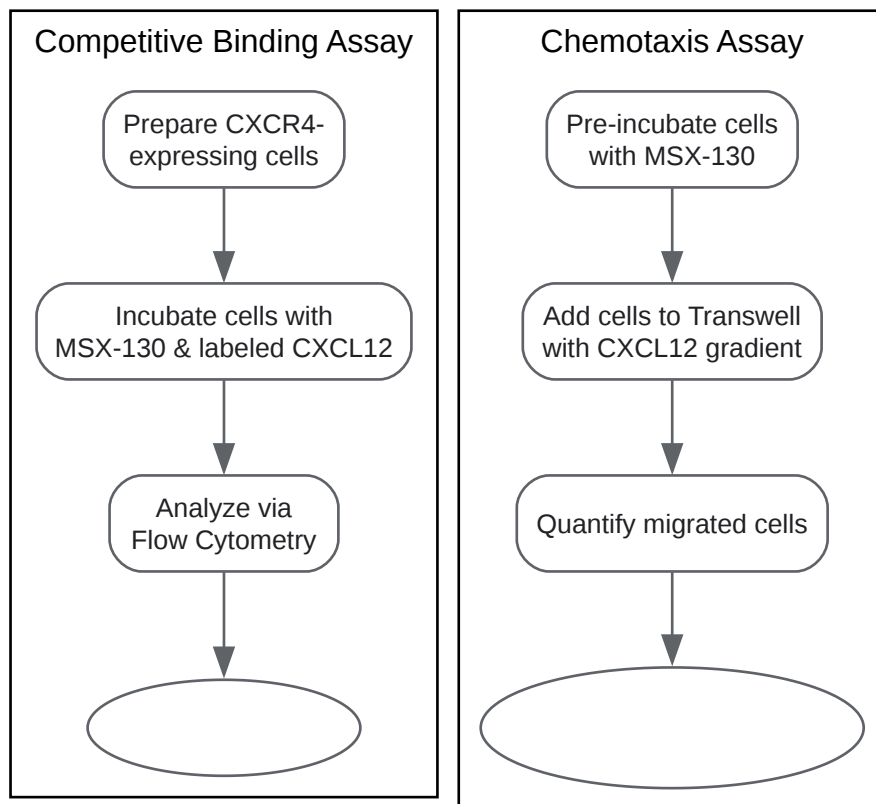 Competitive Binding Assay
Prepare CXCR4-
expressing cells
Incubate cells with
MSX-130 & labeled CXCL12
Analyze via
Flow Cytometry
Chemotaxis Assay
Pre-incubate cells
with MSX-130
Add cells to Transwell
with CXCL12 gradient
Quantify migrated cells